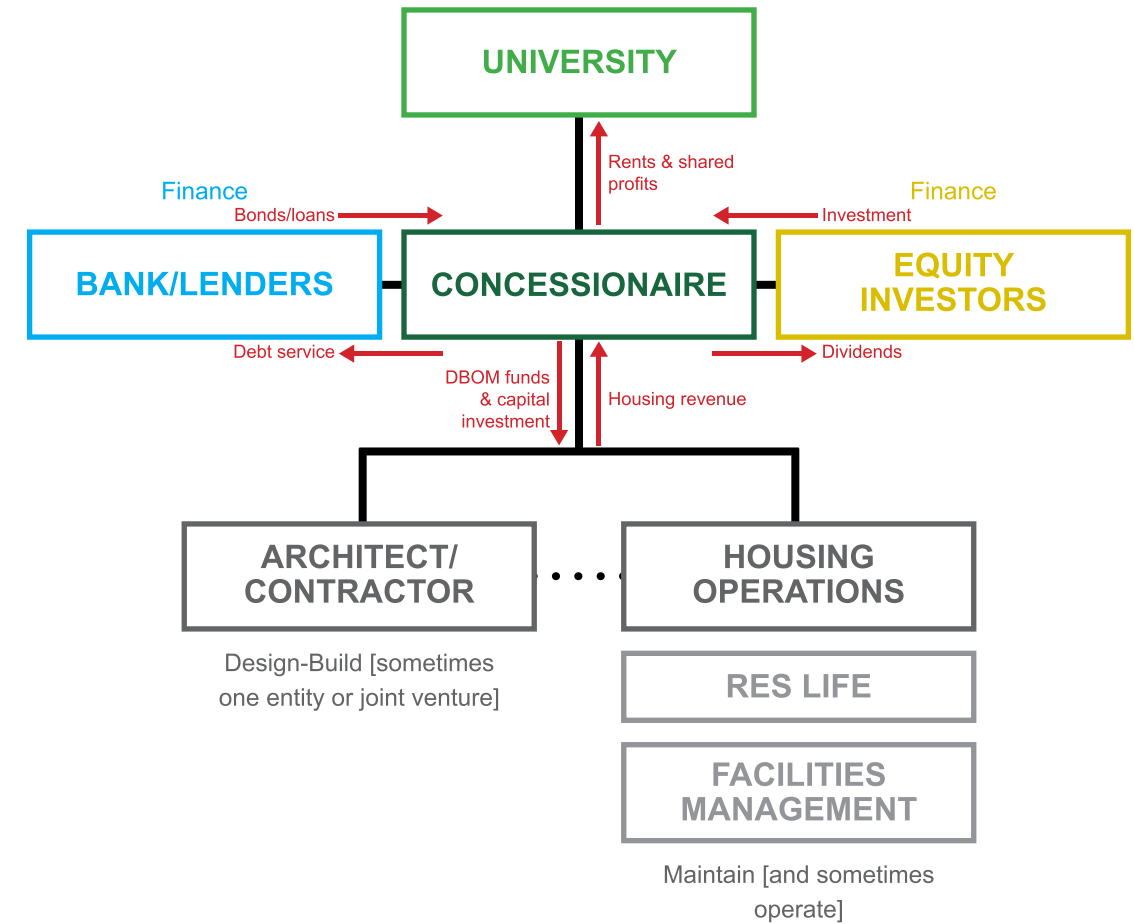 UNIVERSITY
Rents & shared
profits
Finance
Bonds/loans
Finance
Investment
BANK/LENDERS
CONCESSIONAIRE
EQUITY
INVESTORS
Debt service
Dividends
DBOM funds
& capital
investment
Housing revenue
ARCHITECT/
CONTRACTOR
HOUSING
OPERATIONS
Design-Build [sometimes
one entity or joint venture]
RES LIFE
FACILITIES
MANAGEMENT
Maintain [and sometimes
operate]